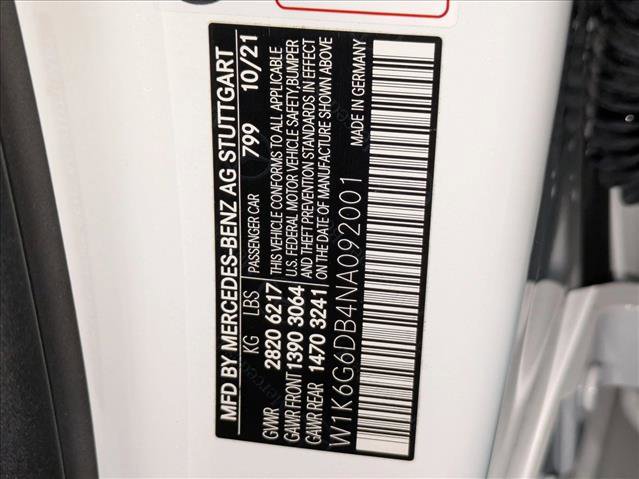 MFD BY MERCEDES-BENZ AG STUTTGART
KG LBS PASSENGER CAR 799 10/21
GVWR 2820 6217 THIS VEHICLE CONFORMS TO ALL APPLICABLE
GAWR FRONT 1390 3064 U.S. FEDERAL MOTOR VEHICLE SAFETY, BUMPER
GAWR REAR 1470 3241 AND THEFT PREVENTION STANDARDS IN EFFECT
ON THE DATE OF MANUFACTURE SHOWN ABOVE
W1K6G6DB4NA092001 MADE IN GERMANY